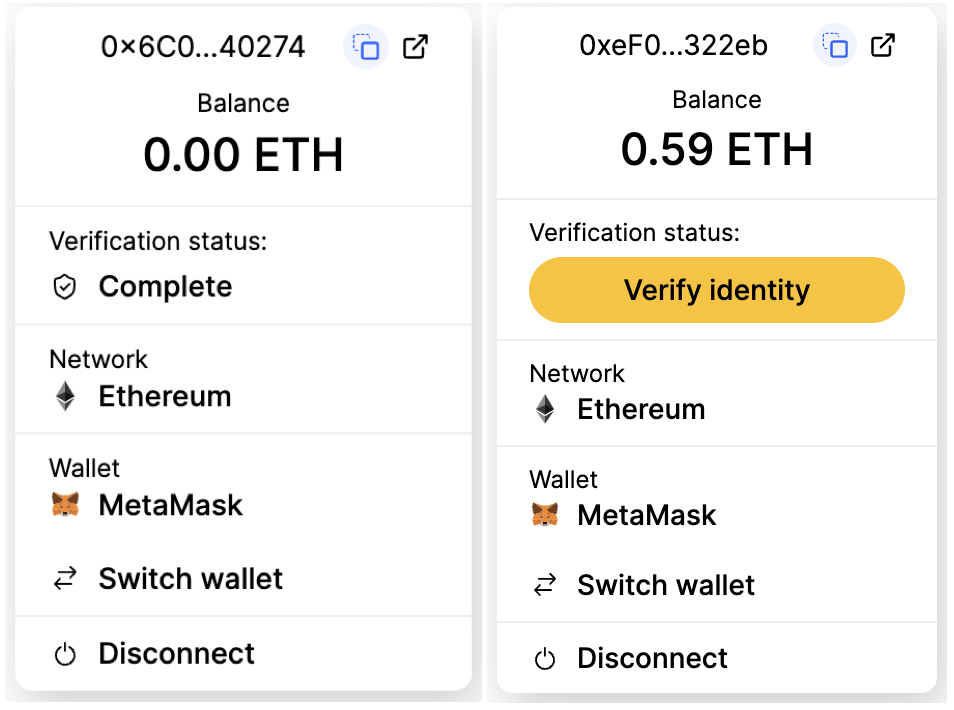 0×6C0...40274
Balance
0.00 ETH
Verification status:
Complete
Network
Ethereum
Wallet
MetaMask
Switch wallet
Disconnect
0xeF0...322eb
Balance
0.59 ETH
Verification status:
Verify identity
Network
Ethereum
Wallet
MetaMask
Switch wallet
Disconnect